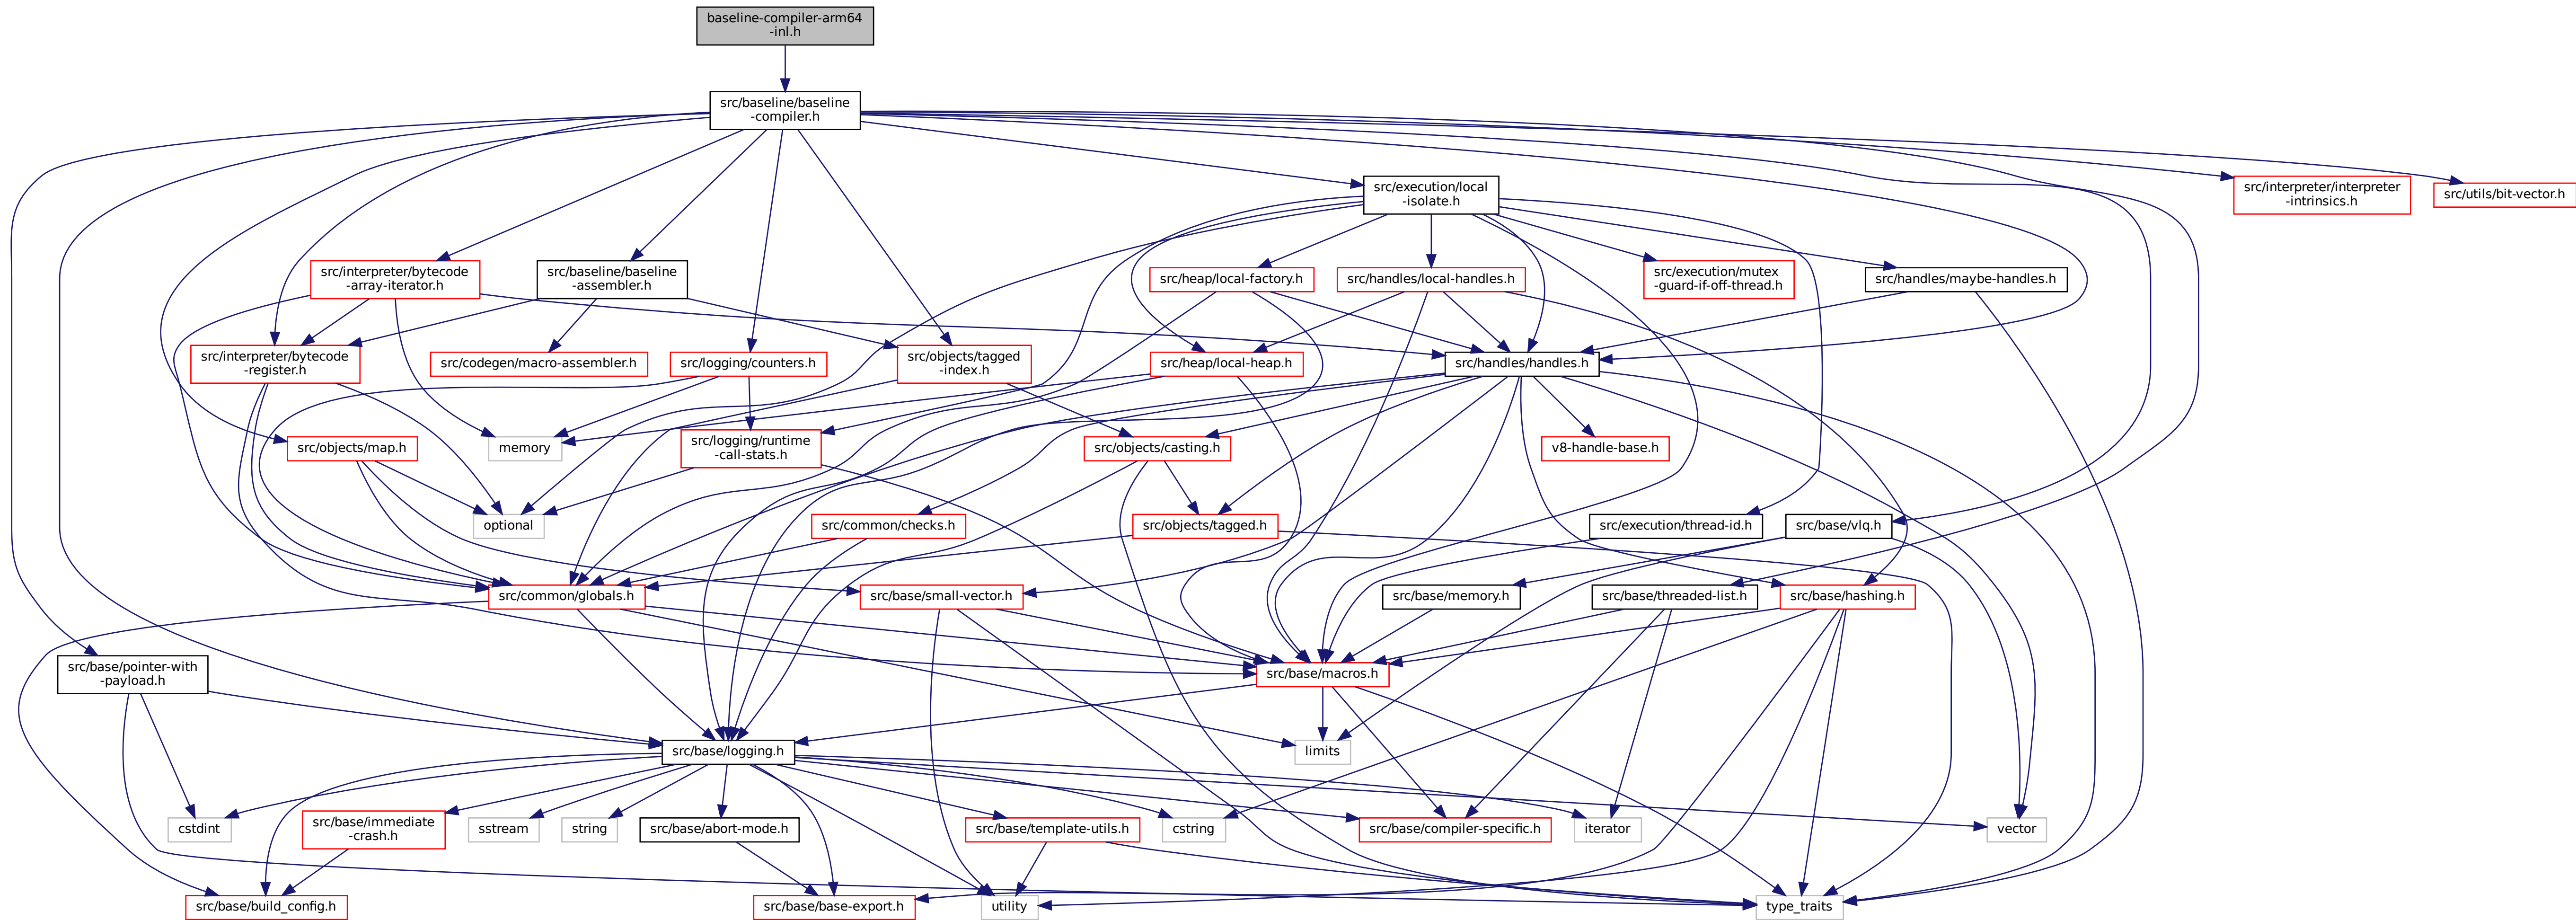 baseline-compiler-arm64
-inl.h
src/baseline/baseline
-compiler.h
src/execution/local
-isolate.h
src/interpreter/interpreter
-intrinsics.h
src/utils/bit-vector.h
src/interpreter/bytecode
-array-iterator.h
src/baseline/baseline
-assembler.h
src/heap/local-factory.h
src/handles/local-handles.h
src/execution/mutex
-guard-if-off-thread.h
src/handles/maybe-handles.h
src/interpreter/bytecode
-register.h
src/codegen/macro-assembler.h
src/logging/counters.h
src/objects/tagged
-index.h
src/heap/local-heap.h
src/handles/handles.h
src/objects/map.h
memory
src/logging/runtime
-call-stats.h
src/objects/casting.h
v8-handle-base.h
optional
src/common/checks.h
src/objects/tagged.h
src/execution/thread-id.h
src/base/vlq.h
src/common/globals.h
src/base/small-vector.h
src/base/memory.h
src/base/threaded-list.h
src/base/hashing.h
src/base/pointer-with
-payload.h
src/base/macros.h
src/base/logging.h
limits
cstdint
src/base/immediate
-crash.h
sstream
string
src/base/abort-mode.h
src/base/template-utils.h
cstring
src/base/compiler-specific.h
iterator
vector
src/base/build_config.h
src/base/base-export.h
utility
type_traits